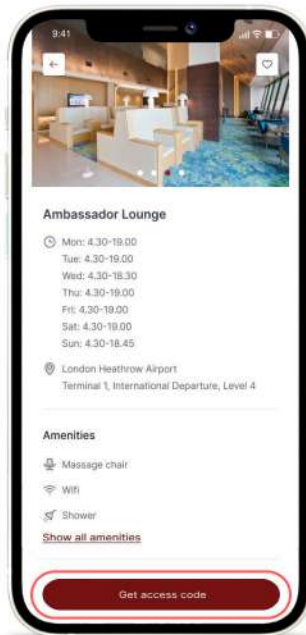 9:41
Ambassador Lounge
Mon: 4.30-19.00
Tue: 4.30-19.00
Wed: 4.30-18.30
Thu: 4.30-19.00
Fri: 4.30-19.00
Sat: 4.30-19.00
Sun: 4.30-18.45
London Heathrow Airport
Terminal 1, International Departure, Level 4
Amenities
Massage chair
Wifi
Shower
Show all amenities
Get access code